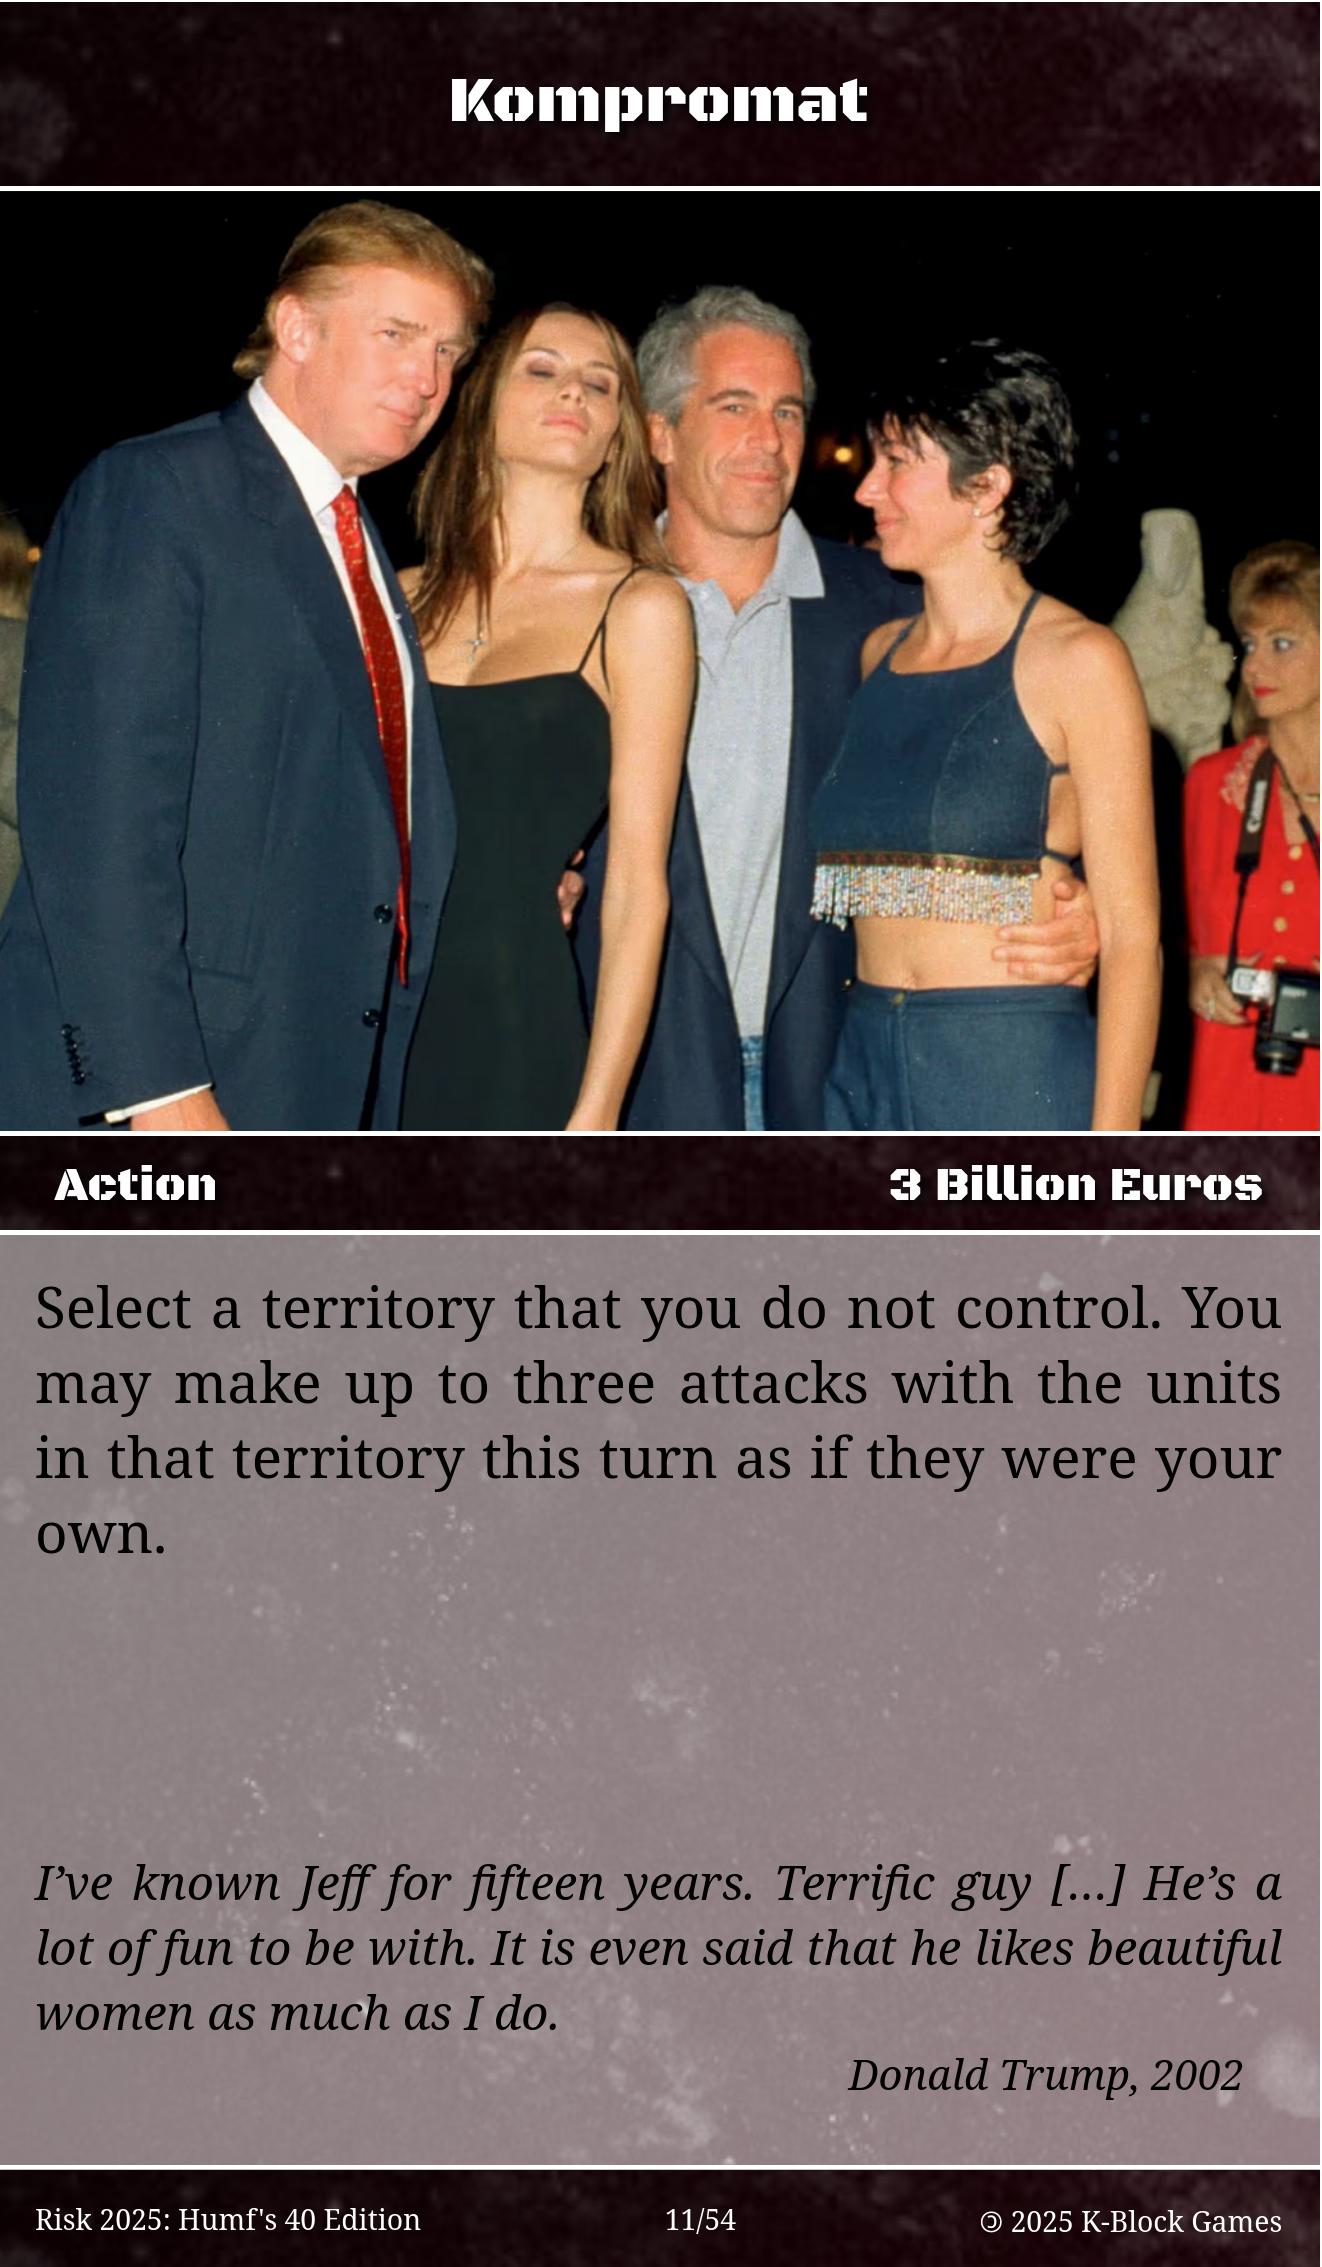 Kompromat
Canon
Action
3 Billion Euros
Select a territory that you do not control. You
may make up to three attacks with the units
in that territory this turn as if they were your
own.
I’ve known Jeff for fifteen years. Terrific guy […] He’s a
lot of fun to be with. It is even said that he likes beautiful
women as much as I do.
Donald Trump, 2002
Risk 2025: Humf's 40 Edition
11/54
🄯 2025 K-Block Games